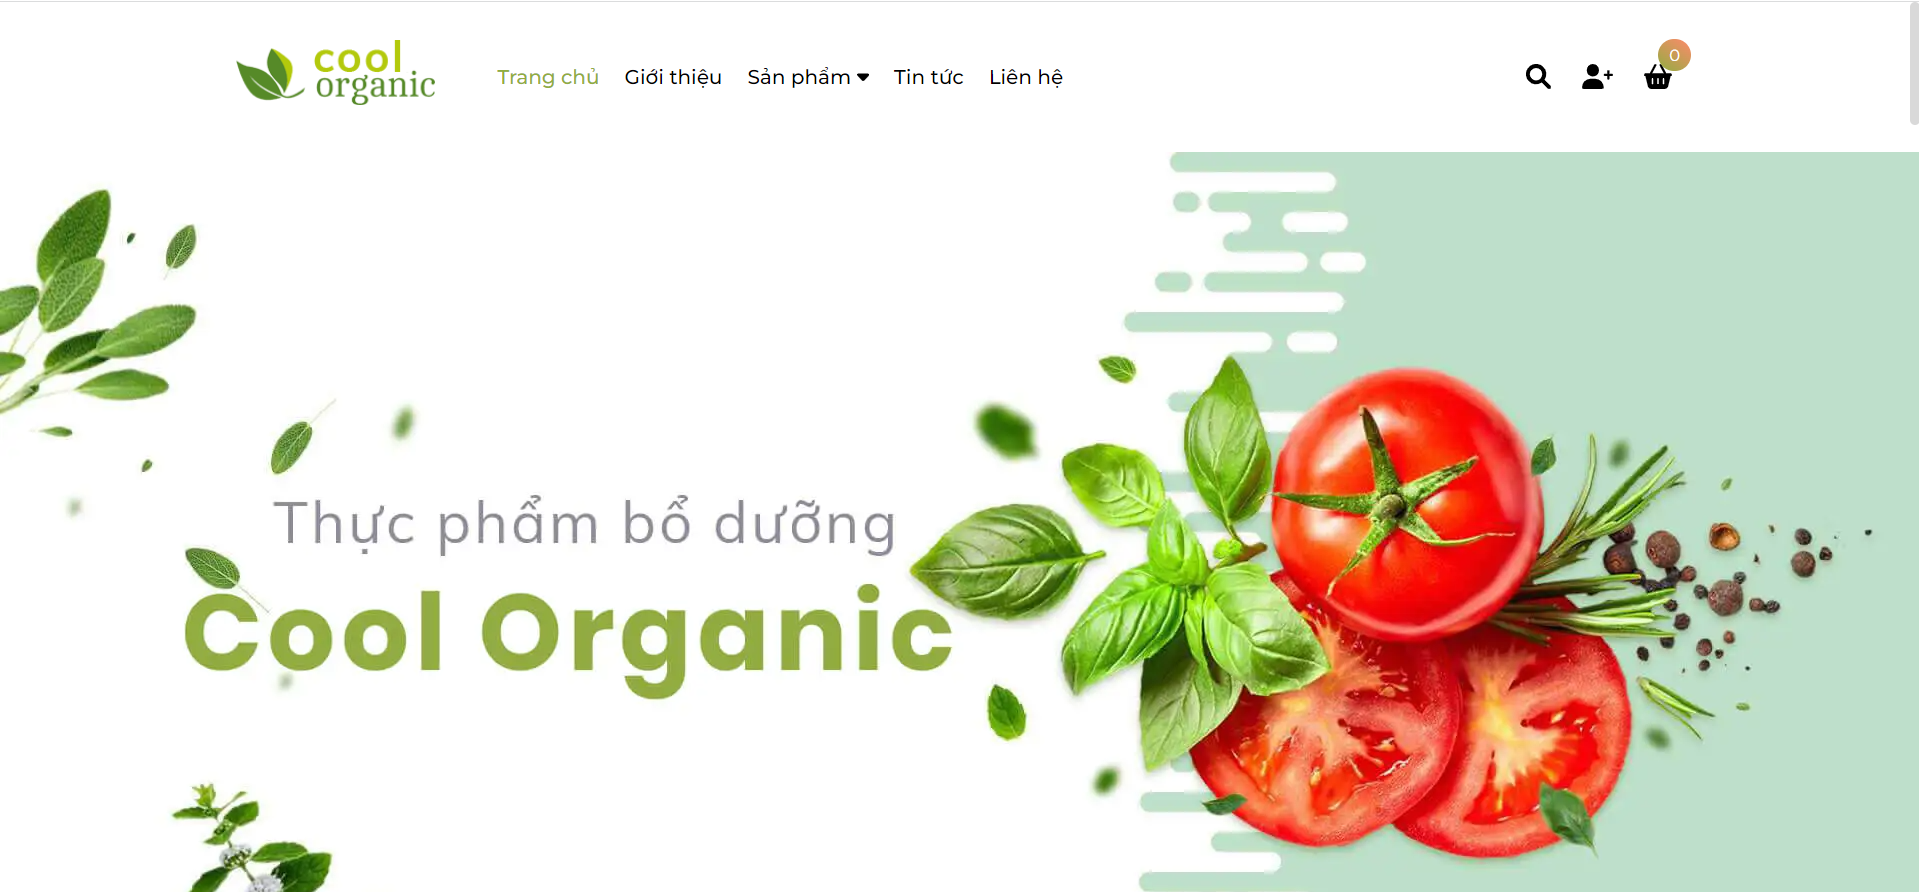 cool
organic
Trang chủ Giới thiệu Sản phẩm Tin tức Liên hệ
0
Thực phẩm bổ dưỡng
Cool Organic